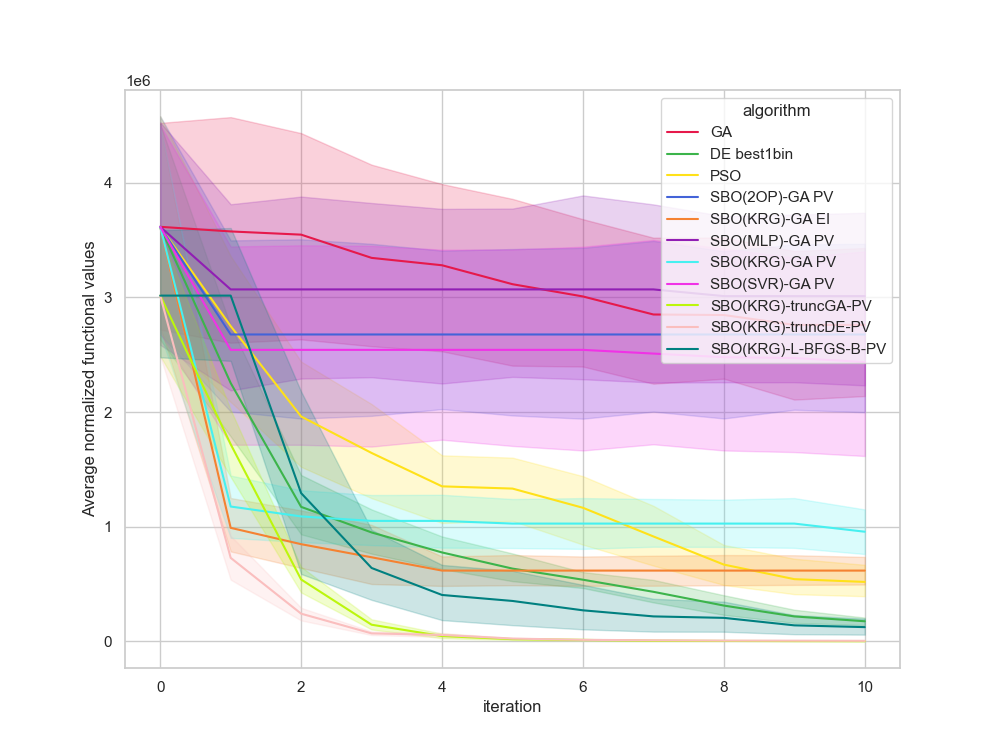 1e6
algorithm
GA
DE best1bin
PSO
SBO(2OP)-GA PV
SBO(KRG)-GA EI
SBO(MLP)-GA PV
SBO(KRG)-GA PV
SBO(SVR)-GA PV
SBO(KRG)-truncGA-PV
SBO(KRG)-truncDE-PV
SBO(KRG)-L-BFGS-B-PV
Average normalized functional values
4
3
2
1
0
0 2 4 6 8 10
iteration